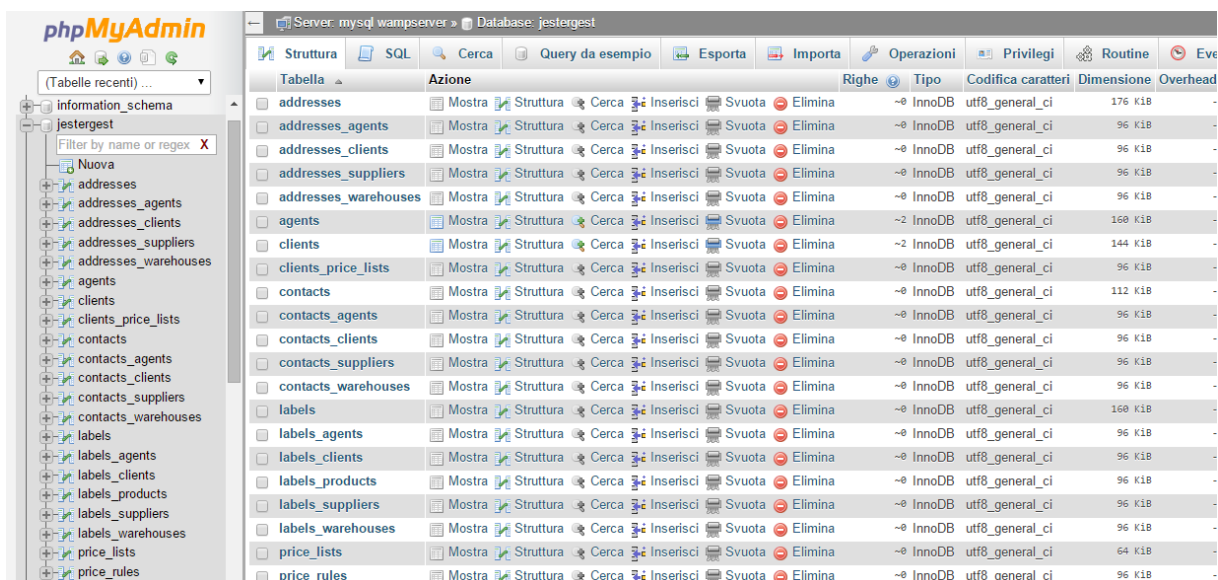 phpMyAdmin
(Tabelle recenti) ...
information_schema
jestergest
Filter by name or regex X
Nuova
addresses
addresses_agents
addresses_clients
addresses_suppliers
addresses_warehouses
agents
clients
clients_price_lists
contacts
contacts_agents
contacts_clients
contacts_suppliers
contacts_warehouses
labels
labels_agents
labels_clients
labels_products
labels_suppliers
labels_warehouses
price_lists
price_rules
Server: mysql wampserver » Database: jestergest
Struttura SQL Cerca Query da esempio Esporta Importa Operazioni Privilegi Routine Eve
Tabella Azione Righe Tipo Codifica caratteri Dimensione Overhead
addresses Mostra Struttura Cerca Inserisci Svuota Elimina ~0 InnoDB utf8_general_ci 176 KiB -
addresses_agents Mostra Struttura Cerca Inserisci Svuota Elimina ~0 InnoDB utf8_general_ci 96 KiB -
addresses_clients Mostra Struttura Cerca Inserisci Svuota Elimina ~0 InnoDB utf8_general_ci 96 KiB -
addresses_suppliers Mostra Struttura Cerca Inserisci Svuota Elimina ~0 InnoDB utf8_general_ci 96 KiB -
addresses_warehouses Mostra Struttura Cerca Inserisci Svuota Elimina ~0 InnoDB utf8_general_ci 96 KiB -
agents Mostra Struttura Cerca Inserisci Svuota Elimina ~2 InnoDB utf8_general_ci 160 KiB -
clients Mostra Struttura Cerca Inserisci Svuota Elimina ~2 InnoDB utf8_general_ci 144 KiB -
clients_price_lists Mostra Struttura Cerca Inserisci Svuota Elimina ~0 InnoDB utf8_general_ci 96 KiB -
contacts Mostra Struttura Cerca Inserisci Svuota Elimina ~0 InnoDB utf8_general_ci 112 KiB -
contacts_agents Mostra Struttura Cerca Inserisci Svuota Elimina ~0 InnoDB utf8_general_ci 96 KiB -
contacts_clients Mostra Struttura Cerca Inserisci Svuota Elimina ~0 InnoDB utf8_general_ci 96 KiB -
contacts_suppliers Mostra Struttura Cerca Inserisci Svuota Elimina ~0 InnoDB utf8_general_ci 96 KiB -
contacts_warehouses Mostra Struttura Cerca Inserisci Svuota Elimina ~0 InnoDB utf8_general_ci 96 KiB -
labels Mostra Struttura Cerca Inserisci Svuota Elimina ~0 InnoDB utf8_general_ci 160 KiB -
labels_agents Mostra Struttura Cerca Inserisci Svuota Elimina ~0 InnoDB utf8_general_ci 96 KiB -
labels_clients Mostra Struttura Cerca Inserisci Svuota Elimina ~0 InnoDB utf8_general_ci 96 KiB -
labels_products Mostra Struttura Cerca Inserisci Svuota Elimina ~0 InnoDB utf8_general_ci 96 KiB -
labels_suppliers Mostra Struttura Cerca Inserisci Svuota Elimina ~0 InnoDB utf8_general_ci 96 KiB -
labels_warehouses Mostra Struttura Cerca Inserisci Svuota Elimina ~0 InnoDB utf8_general_ci 96 KiB -
price_lists Mostra Struttura Cerca Inserisci Svuota Elimina ~0 InnoDB utf8_general_ci 64 KiB -
price_rules Mostra Struttura Cerca Inserisci Svuota Elimina ~0 InnoDB utf8_general_ci 96 KiB -